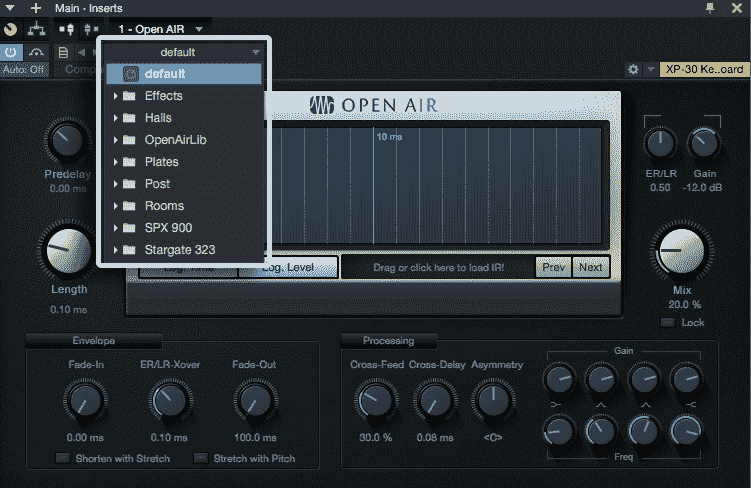 Main - Inserts
1 - Open AIR
default
Auto: Off
XP-30 Ke..oard
default
Effects
Halls
OpenAirLib
Plates
Post
Rooms
SPX 900
Stargate 323
OPEN AIR
10 ms
Predelay
0.00 ms
Length
0.10 ms
ER/LR
0.50
Gain
-12.0 dB
Log. Level
Drag or click here to load IR!
Prev
Next
Mix
20.0 %
Lock
Envelope
Fade-In
ER/LR-Xover
Fade-Out
0.00 ms
0.10 ms
100.0 ms
Shorten with Stretch
Stretch with Pitch
Processing
Cross-Feed
Cross-Delay
Asymmetry
30.0 %
0.08 ms
<C>
Gain
Freq